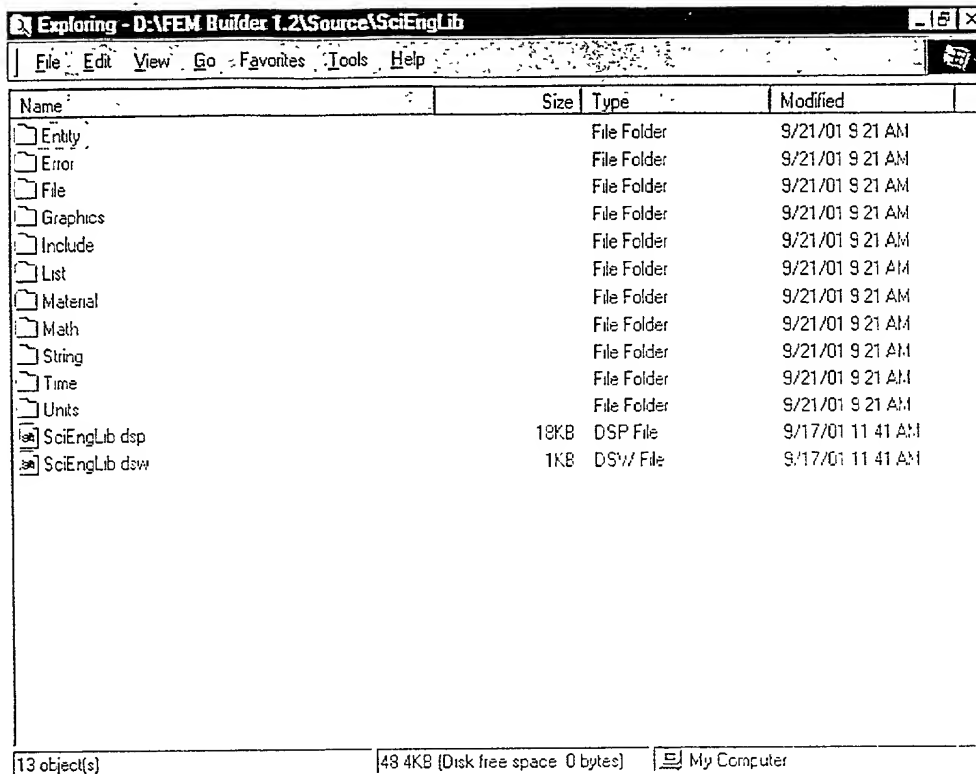 Exploring - D:\FEM Builder 1.2\Source\SciEngLib
File Edit View Go Favorites Tools Help
Name Size Type Modified
Entity File Folder 9/21/01 9 21 AM
Error File Folder 9/21/01 9 21 AM
File File Folder 9/21/01 9 21 AM
Graphics File Folder 9/21/01 9 21 AM
Include File Folder 9/21/01 9 21 AM
List File Folder 9/21/01 9 21 AM
Material File Folder 9/21/01 9 21 AM
Math File Folder 9/21/01 9 21 AM
String File Folder 9/21/01 9 21 AM
Time File Folder 9/21/01 9 21 AM
Units File Folder 9/21/01 9 21 AM
SciEngLib dsp 18KB DSP File 9/17/01 11 41 AM
SciEngLib dsw 1KB DSW File 9/17/01 11 41 AM
13 object(s) 48 4KB (Disk free space 0 bytes) My Computer